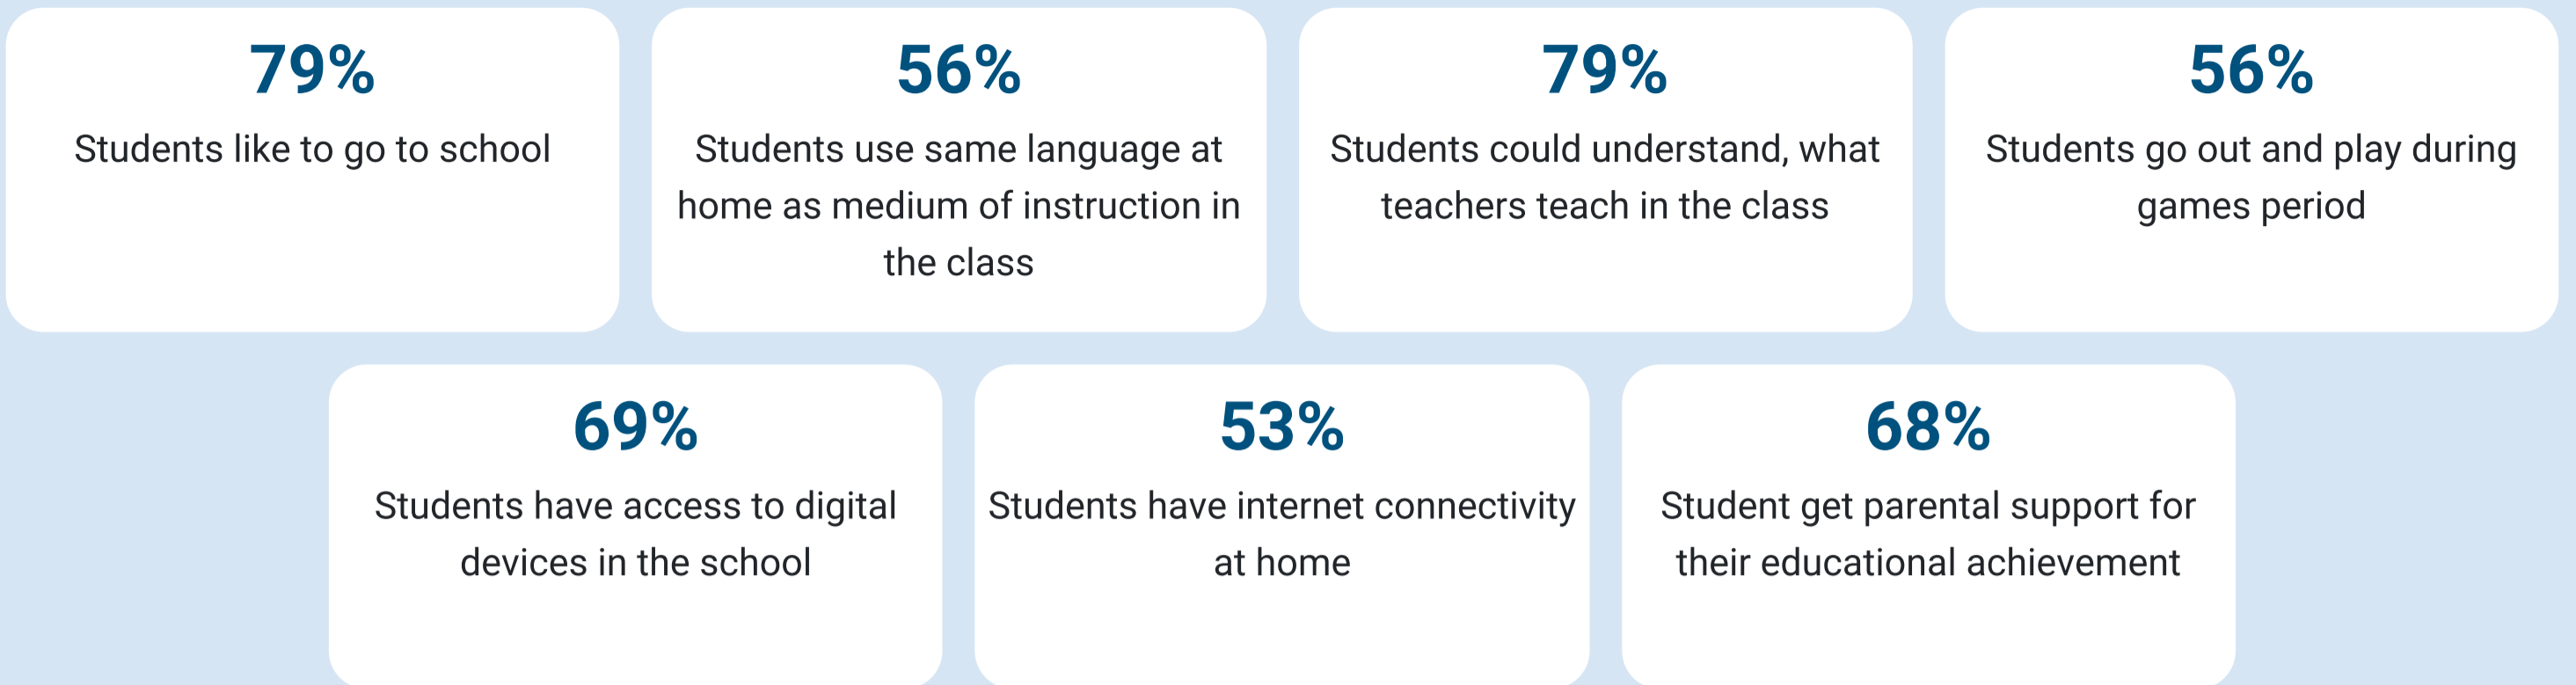 79%
Students like to go to school
56%
Students use same language at
home as medium of instruction in
the class
79%
Students could understand, what
teachers teach in the class
56%
Students go out and play during
games period
69%
Students have access to digital
devices in the school
53%
Students have internet connectivity
at home
68%
Student get parental support for
their educational achievement